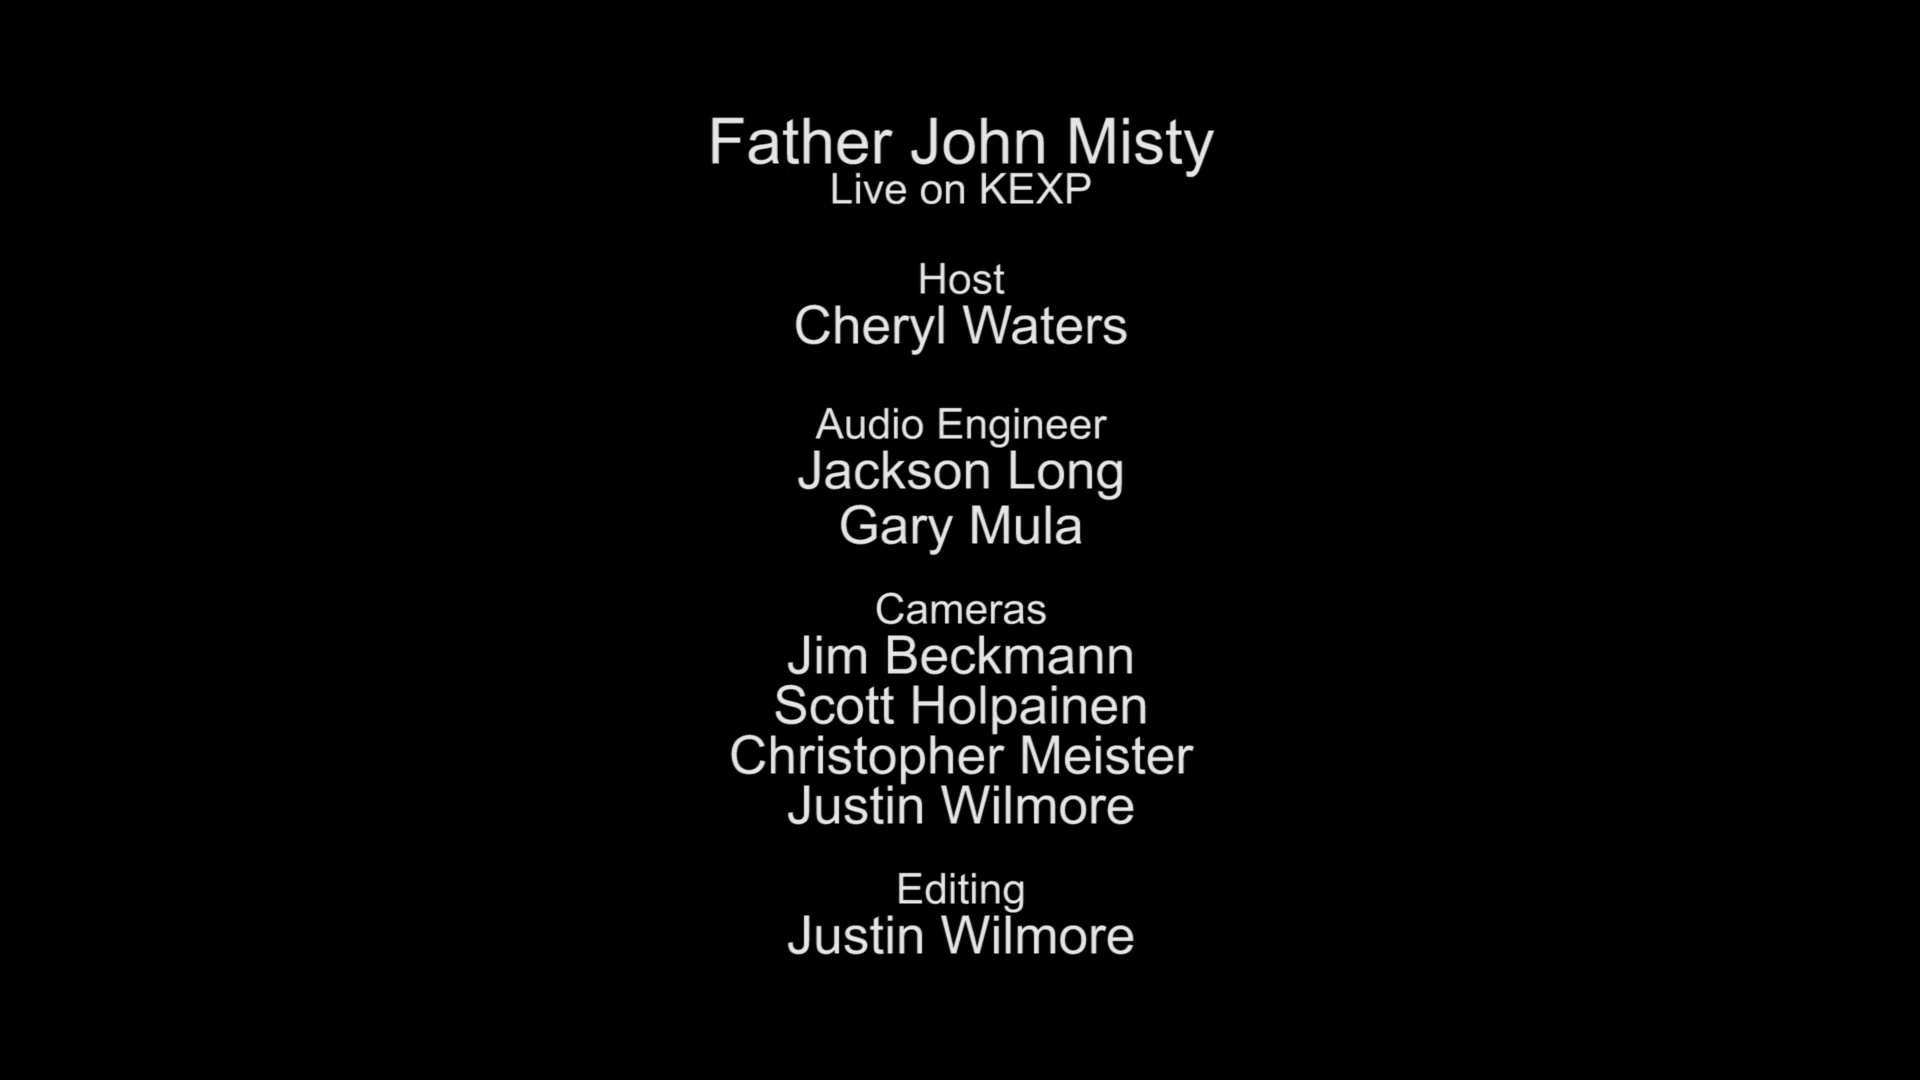 Father John Misty
Live on KEXP
Host
Cheryl Waters
Audio Engineer
Jackson Long
Gary Mula
Cameras
Jim Beckmann
Scott Holpainen
Christopher Meister
Justin Wilmore
Editing
Justin Wilmore